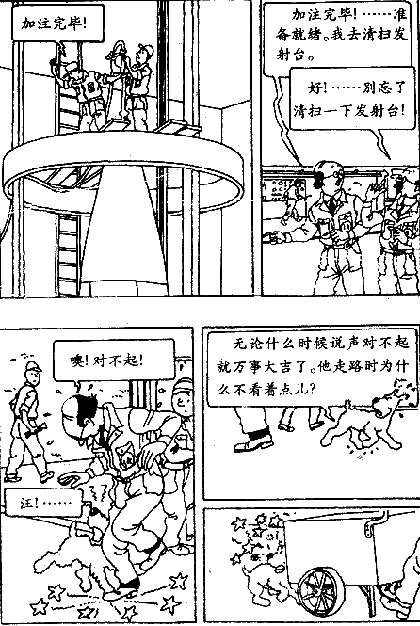 加注完毕!
加注完毕!……准
备就绪。我去清扫发
射台。
好!……别忘了
清扫一下发射台!
噢!对不起!
汪!……
无论什么时候说声对不起
就万事大吉了。他走路时为什
么不看着点儿?